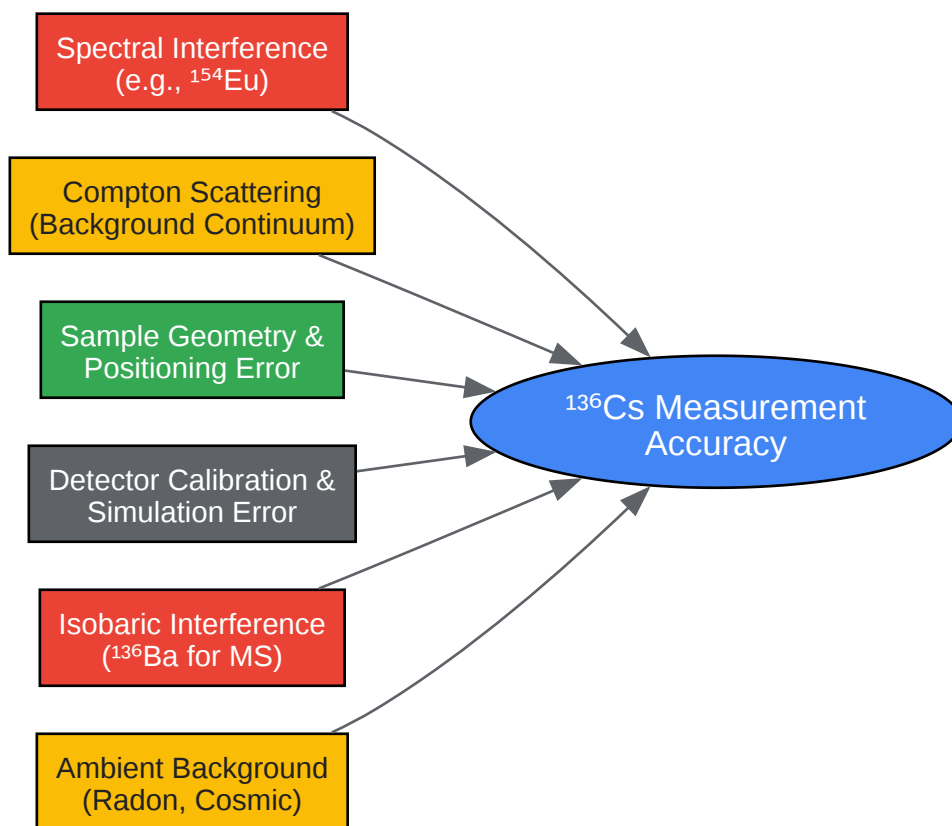 Spectral Interference
(e.g., ¹⁵⁴Eu)
Compton Scattering
(Background Continuum)
Sample Geometry &
Positioning Error
Detector Calibration &
Simulation Error
Isobaric Interference
(¹³⁶Ba for MS)
Ambient Background
(Radon, Cosmic)
¹³⁶Cs Measurement
Accuracy